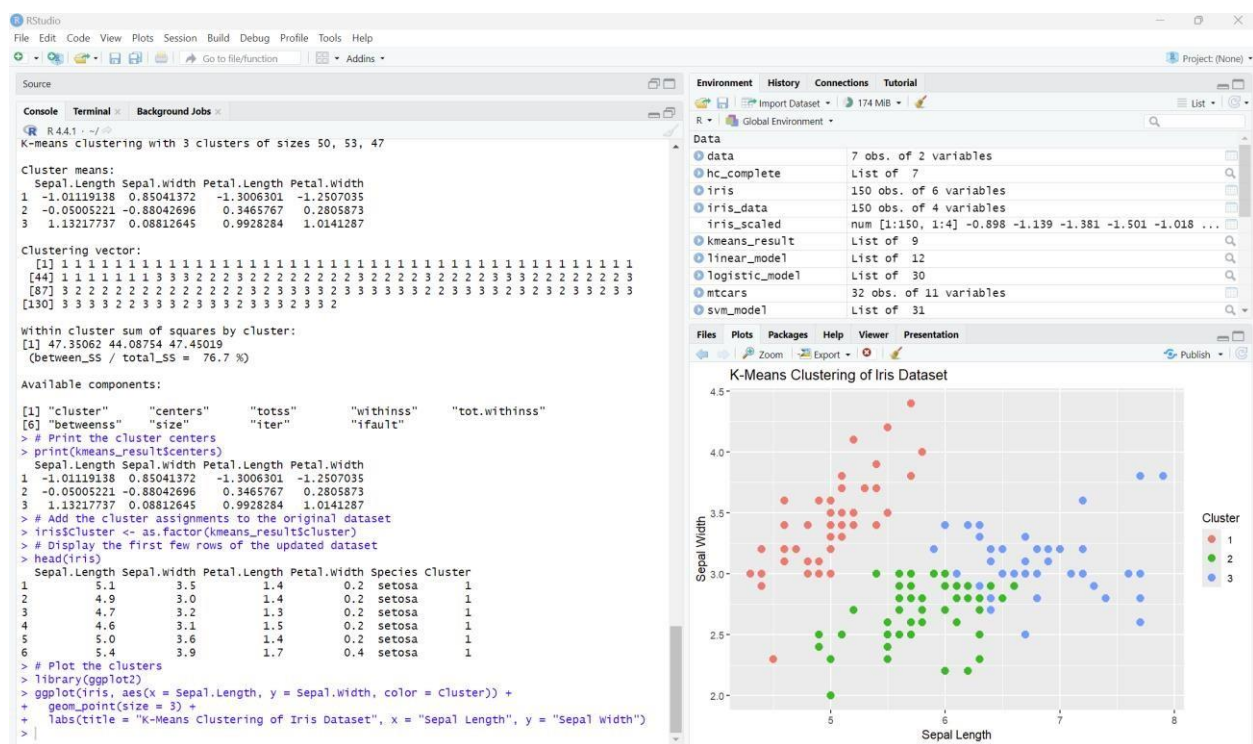 RStudio
File Edit Code View Plots Session Build Debug Profile Tools Help
Go to file/function Addins
Project: (None)
Source
Console Terminal Background Jobs
R 4.4.1 · ~/
K-means clustering with 3 clusters of sizes 50, 53, 47
Cluster means:
Sepal.Length Sepal.Width Petal.Length Petal.Width
1 -1.01119138 0.85041372 -1.3006301 -1.2507035
2 -0.05005221 -0.88042696 0.3465767 0.2805873
3 1.13217737 0.08812645 0.9928284 1.0141287
Clustering vector:
[1] 1 1 1 1 1 1 1 1 1 1 1 1 1 1 1 1 1 1 1 1 1 1 1 1 1 1 1 1 1 1 1 1 1 1 1 1 1 1 1 1 1 1 1
[44] 1 1 1 1 1 1 1 3 3 3 2 2 2 3 2 2 2 2 2 2 2 2 3 2 2 2 2 3 2 2 2 2 3 3 3 2 2 2 2 2 2 2 3
[87] 3 2 2 2 2 2 2 2 2 2 2 2 2 2 3 2 3 3 3 3 2 3 3 3 3 3 3 2 2 3 3 3 3 2 3 2 3 2 3 3 2 3 3
[130] 3 3 3 3 2 2 3 3 3 2 3 3 3 2 3 3 3 2 3 3 2
Within cluster sum of squares by cluster:
[1] 47.35062 44.08754 47.45019
(between_SS / total_SS = 76.7 %)
Available components:
[1] "cluster" "centers" "totss" "withinss" "tot.withinss"
[6] "betweenss" "size" "iter" "ifault"
> # Print the cluster centers
> print(kmeans_result$centers)
Sepal.Length Sepal.Width Petal.Length Petal.Width
1 -1.01119138 0.85041372 -1.3006301 -1.2507035
2 -0.05005221 -0.88042696 0.3465767 0.2805873
3 1.13217737 0.08812645 0.9928284 1.0141287
> # Add the cluster assignments to the original dataset
> iris$Cluster <- as.factor(kmeans_result$cluster)
> # Display the first few rows of the updated dataset
> head(iris)
Sepal.Length Sepal.Width Petal.Length Petal.Width Species Cluster
1 5.1 3.5 1.4 0.2 setosa 1
2 4.9 3.0 1.4 0.2 setosa 1
3 4.7 3.2 1.3 0.2 setosa 1
4 4.6 3.1 1.5 0.2 setosa 1
5 5.0 3.6 1.4 0.2 setosa 1
6 5.4 3.9 1.7 0.4 setosa 1
> # Plot the clusters
> library(ggplot2)
> ggplot(iris, aes(x = Sepal.Length, y = Sepal.Width, color = Cluster)) +
+ geom_point(size = 3) +
+ labs(title = "K-Means Clustering of Iris Dataset", x = "Sepal Length", y = "Sepal Width")
>
Environment History Connections Tutorial
Import Dataset 174 MiB List
R Global Environment
Data
data 7 obs. of 2 variables
hc_complete List of 7
iris 150 obs. of 6 variables
iris_data 150 obs. of 4 variables
iris_scaled num [1:150, 1:4] -0.898 -1.139 -1.381 -1.501 -1.018 ...
kmeans_result List of 9
linear_model List of 12
logistic_model List of 30
mtcars 32 obs. of 11 variables
svm_model List of 31
Files Plots Packages Help Viewer Presentation
Zoom Export Publish
K-Means Clustering of Iris Dataset
4.5
4.0
3.5
3.0
2.5
2.0
Sepal Width
5 6 7 8
Sepal Length
Cluster
1
2
3